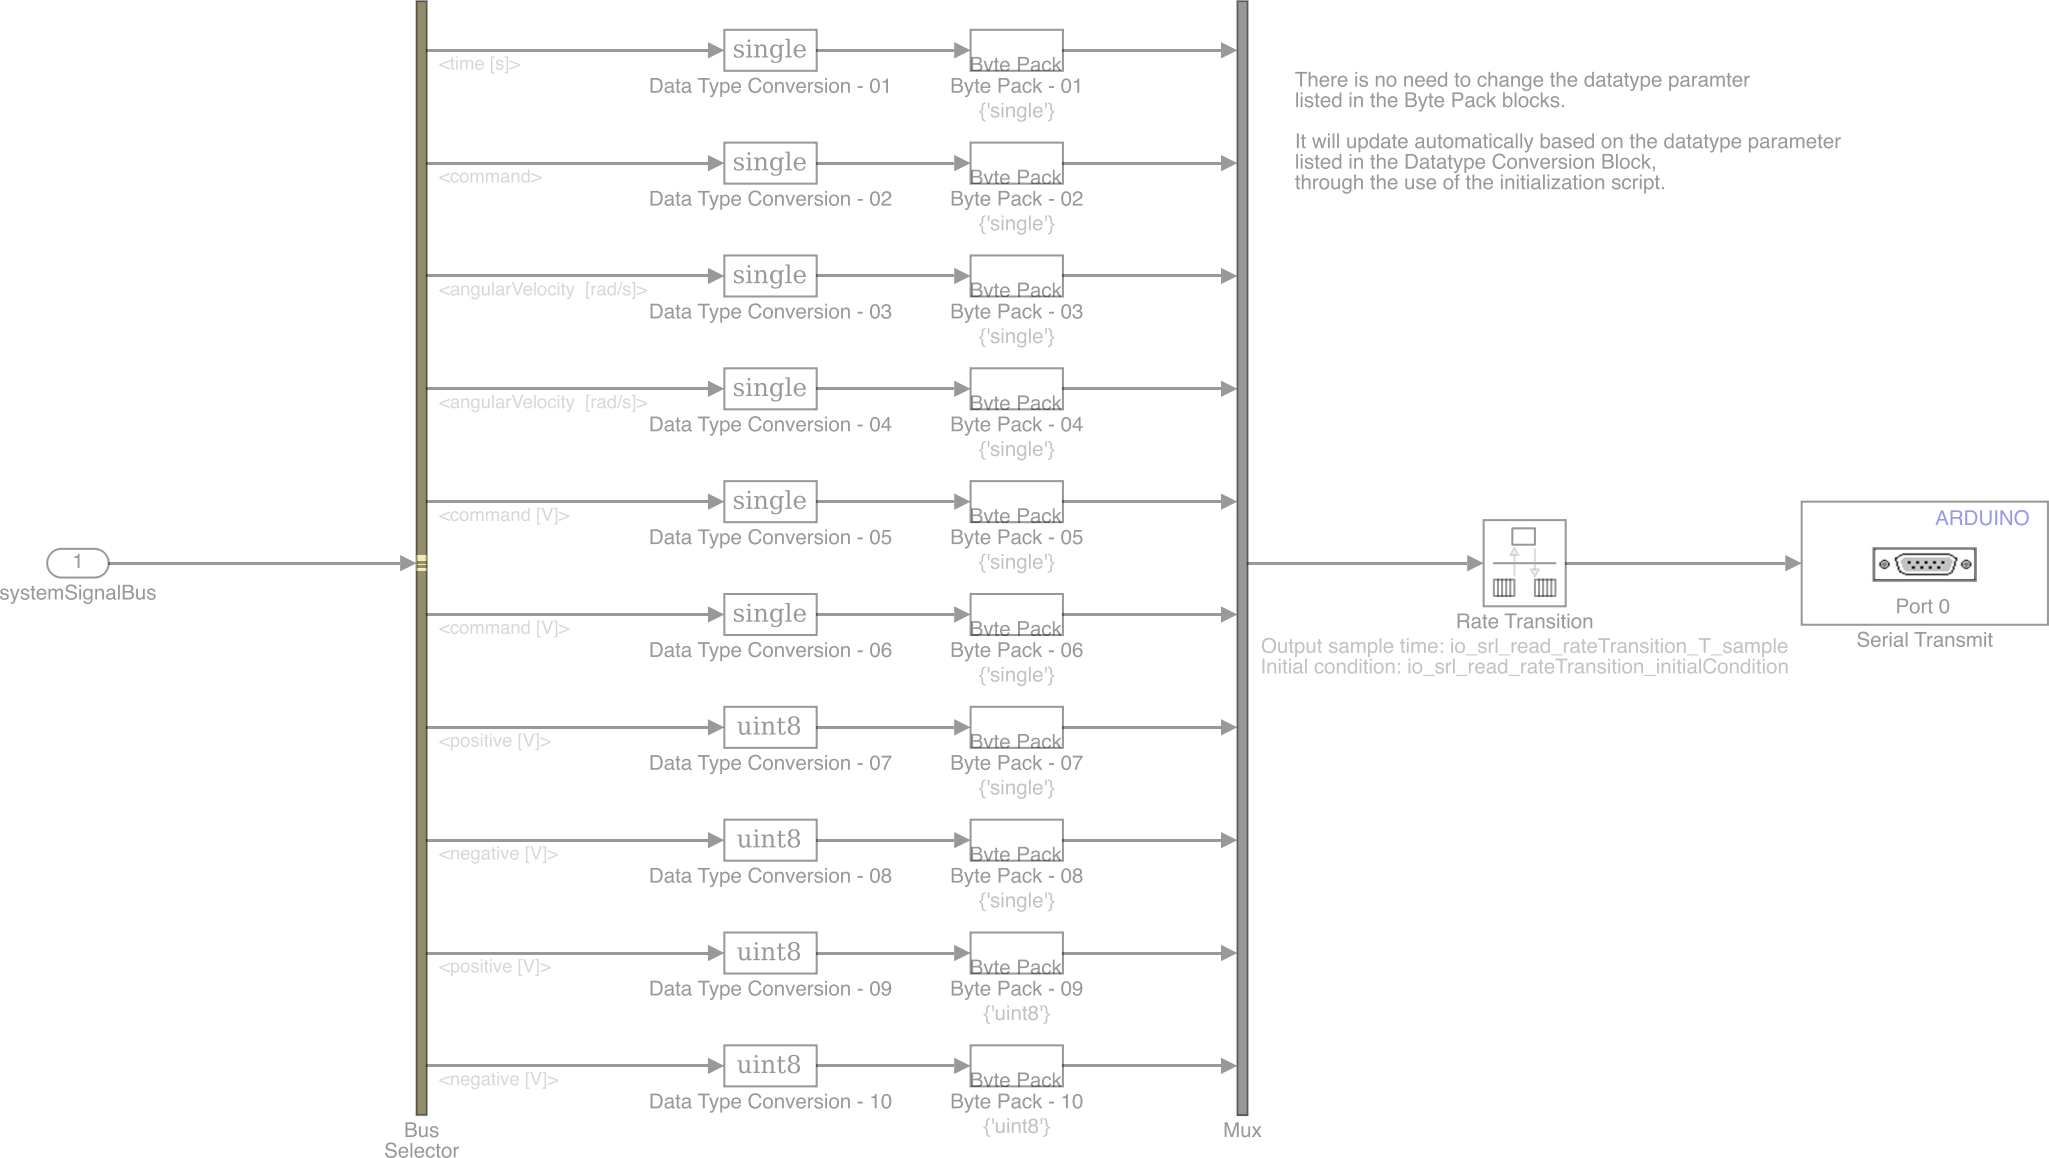 single
<time [s]>
Byte Pack
Data Type Conversion - 01
Byte Pack - 01
{'single'}
There is no need to change the datatype paramter
listed in the Byte Pack blocks.
It will update automatically based on the datatype parameter
listed in the Datatype Conversion Block,
through the use of the initialization script.
single
<command>
Byte Pack
Data Type Conversion - 02
Byte Pack - 02
{'single'}
single
<angularVelocity  [rad/s]>
Byte Pack
Data Type Conversion - 03
Byte Pack - 03
{'single'}
single
<angularVelocity  [rad/s]>
Byte Pack
Data Type Conversion - 04
Byte Pack - 04
{'single'}
single
<command [V]>
Byte Pack
Data Type Conversion - 05
Byte Pack - 05
{'single'}
1
systemSignalBus
single
<command [V]>
Byte Pack
Data Type Conversion - 06
Byte Pack - 06
{'single'}
uint8
<positive [V]>
Byte Pack
Data Type Conversion - 07
Byte Pack - 07
{'single'}
uint8
<negative [V]>
Byte Pack
Data Type Conversion - 08
Byte Pack - 08
{'single'}
uint8
<positive [V]>
Byte Pack
Data Type Conversion - 09
Byte Pack - 09
{'uint8'}
uint8
<negative [V]>
Byte Pack
Data Type Conversion - 10
Byte Pack - 10
{'uint8'}
Bus
Selector
Mux
Rate Transition
Output sample time: io_srl_read_rateTransition_T_sample
Initial condition: io_srl_read_rateTransition_initialCondition
ARDUINO
Port 0
Serial Transmit